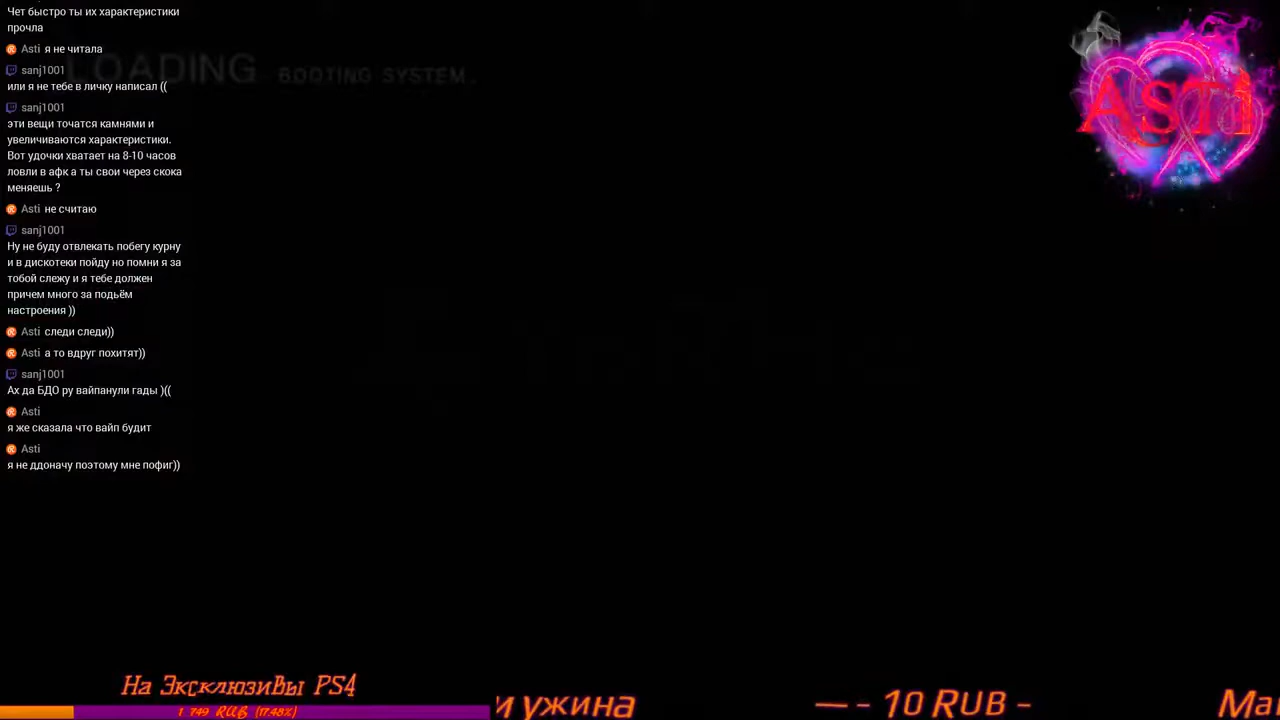 Чет быстро ты их характеристики
прочла
Asti я не читала
LOADING BOOTING SYSTEM.
sanj1001
или я не тебе в личку написал ((
sanj1001
эти вещи точатся камнями и
увеличиваются характеристики.
Вот удочки хватает на 8-10 часов
ловли в афк а ты свои через скока
меняешь ?
Asti не считаю
sanj1001
Ну не буду отвлекать побегу курну
и в дискотеки пойду но помни я за
тобой слежу и я тебе должен
причем много за подьём
настроения ))
Asti следи следи))
Asti а то вдруг похитят))
sanj1001
Ах да БДО ру вайпанули гады )((
Asti
я же сказала что вайп будит
Asti
я не ддоначу поэтому мне пофиг))
Asti
На Эксклюзивы PS4
1 749 RUB (17.48%)
и ужина — - 10 RUB -